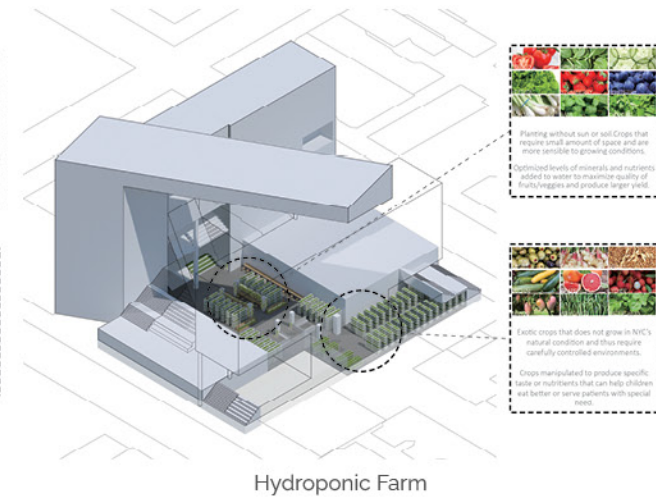 Planting without sun or soil.Crops that
require small amount of space and are
more sensible to growing conditions.
Optimized levels of minerals and nutrients
added to water to maximize quality of
fruits/veggies and produce larger yield.
Exotic crops that does not grow in NYC's
natural condition and thus require
carefully controlled environments.
Crops manipulated to produce specific
taste or nutritients that can help children
eat better or serve patients with special
need.
Hydroponic Farm